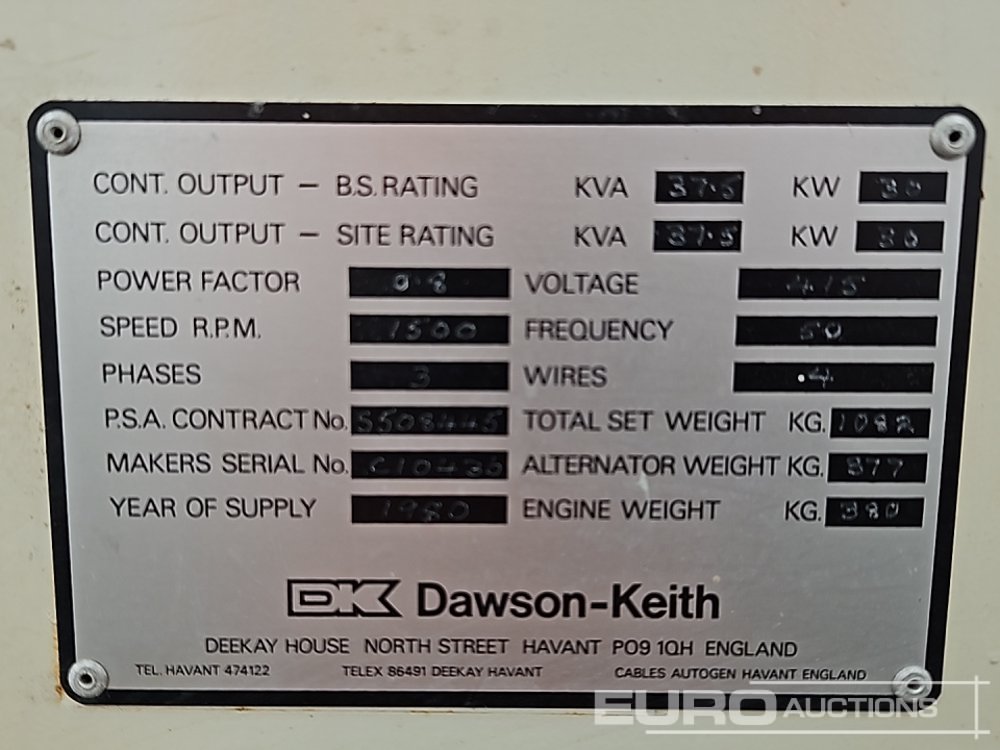 CONT. OUTPUT – B.S. RATING KVA 37·5 KW 30
CONT. OUTPUT – SITE RATING KVA 37·5 KW 30
POWER FACTOR 0·8 VOLTAGE 415
SPEED R.P.M. 1500 FREQUENCY 50
PHASES 3 WIRES 4
P.S.A. CONTRACT No. TOTAL SET WEIGHT KG. 1082
MAKERS SERIAL No. ALTERNATOR WEIGHT KG.
YEAR OF SUPPLY 1980 ENGINE WEIGHT KG. 380
DK Dawson-Keith
DEEKAY HOUSE NORTH STREET HAVANT PO9 1QH ENGLAND
TEL. HAVANT 474122 TELEX 86491 DEEKAY HAVANT CABLES AUTOGEN HAVANT ENGLAND
EURO AUCTIONS